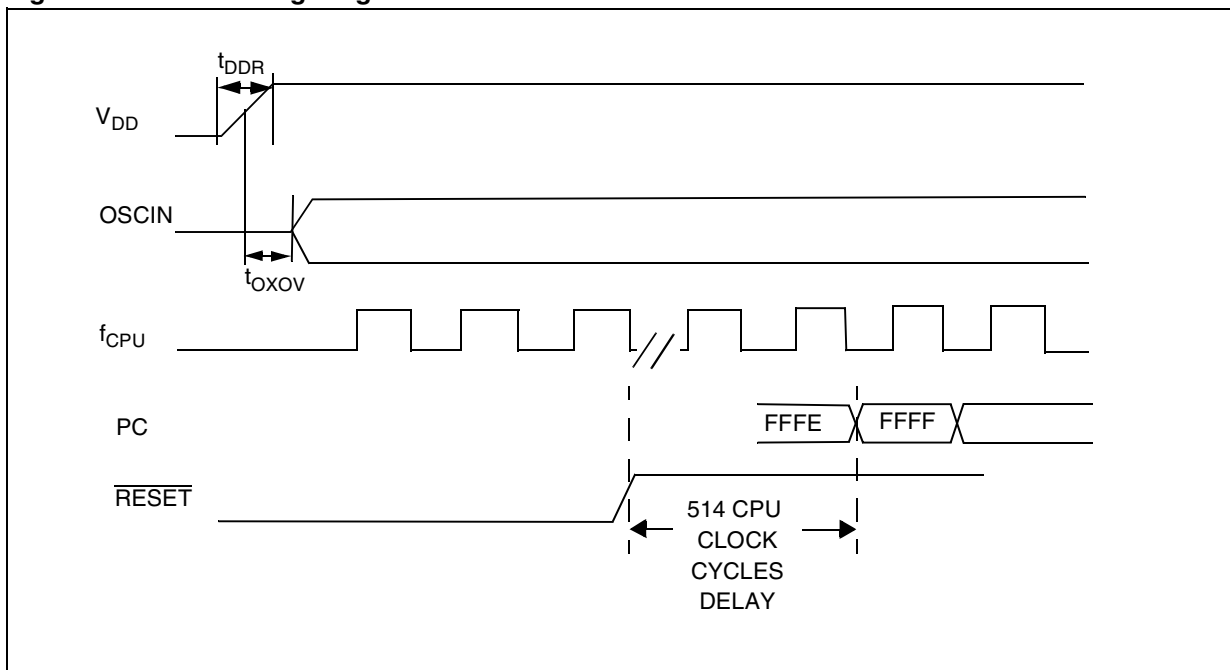 tDDR
VDD
OSCIN
tOXOV
fCPU
PC
FFFE
FFFF
RESET
514 CPU
CLOCK
CYCLES
DELAY